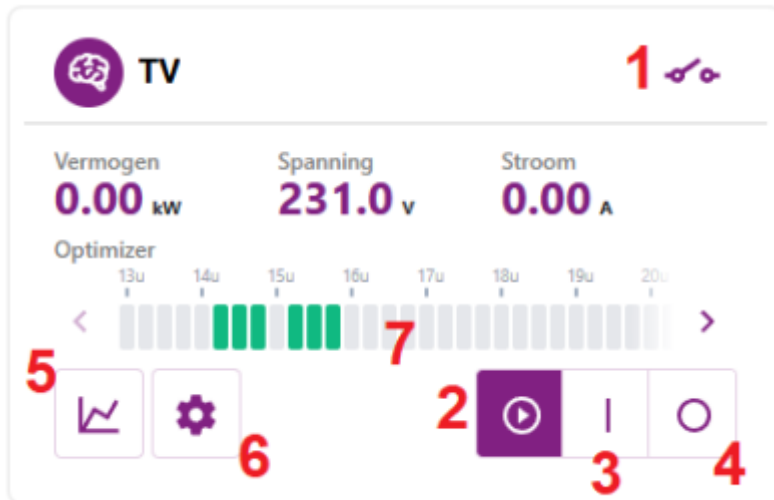 TV 1
Vermogen Spanning Stroom
0.00 kW 231.0 V 0.00 A
Optimizer
13u 14u 15u 16u 17u 18u 19u 20u
7
5
2
6 3 4